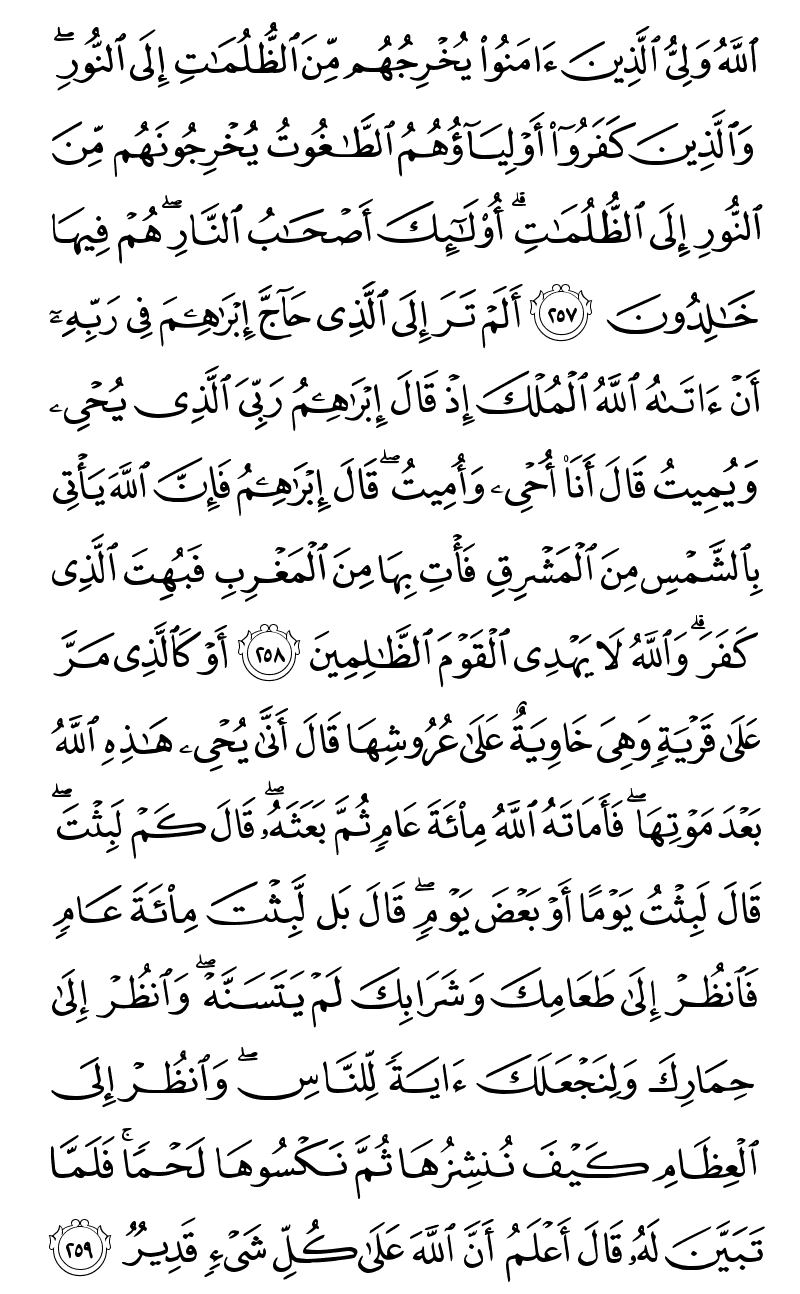 ٱللَّهُ وَلِىُّ ٱلَّذِينَ ءَامَنُوا۟ يُخْرِجُهُم مِّنَ ٱلظُّلُمَـٰتِ إِلَى ٱلنُّورِ ۖ
وَٱلَّذِينَ كَفَرُوٓا۟ أَوْلِيَآؤُهُمُ ٱلطَّـٰغُوتُ يُخْرِجُونَهُم مِّنَ
ٱلنُّورِ إِلَى ٱلظُّلُمَـٰتِ ۗ أُو۟لَـٰٓئِكَ أَصْحَـٰبُ ٱلنَّارِ ۖ هُمْ فِيهَا
خَـٰلِدُونَ ٢٥٧ أَلَمْ تَرَ إِلَى ٱلَّذِى حَآجَّ إِبْرَٰهِـۧمَ فِى رَبِّهِۦٓ
أَنْ ءَاتَىٰهُ ٱللَّهُ ٱلْمُلْكَ إِذْ قَالَ إِبْرَٰهِـۧمُ رَبِّىَ ٱلَّذِى يُحْىِۦ
وَيُمِيتُ قَالَ أَنَا۠ أُحْىِۦ وَأُمِيتُ ۖ قَالَ إِبْرَٰهِـۧمُ فَإِنَّ ٱللَّهَ يَأْتِى
بِٱلشَّمْسِ مِنَ ٱلْمَشْرِقِ فَأْتِ بِهَا مِنَ ٱلْمَغْرِبِ فَبُهِتَ ٱلَّذِى
كَفَرَ ۗ وَٱللَّهُ لَا يَهْدِى ٱلْقَوْمَ ٱلظَّـٰلِمِينَ ٢٥٨ أَوْ كَٱلَّذِى مَرَّ
عَلَىٰ قَرْيَةٍ وَهِىَ خَاوِيَةٌ عَلَىٰ عُرُوشِهَا قَالَ أَنَّىٰ يُحْىِۦ هَـٰذِهِ ٱللَّهُ
بَعْدَ مَوْتِهَا ۖ فَأَمَاتَهُ ٱللَّهُ مِا۟ئَةَ عَامٍ ثُمَّ بَعَثَهُۥ ۖ قَالَ كَمْ لَبِثْتَ ۖ
قَالَ لَبِثْتُ يَوْمًا أَوْ بَعْضَ يَوْمٍ ۖ قَالَ بَل لَّبِثْتَ مِا۟ئَةَ عَامٍ
فَٱنظُرْ إِلَىٰ طَعَامِكَ وَشَرَابِكَ لَمْ يَتَسَنَّهْ ۖ وَٱنظُرْ إِلَىٰ
حِمَارِكَ وَلِنَجْعَلَكَ ءَايَةً لِّلنَّاسِ ۖ وَٱنظُرْ إِلَى
ٱلْعِظَامِ كَيْفَ نُنشِزُهَا ثُمَّ نَكْسُوهَا لَحْمًا ۚ فَلَمَّا
تَبَيَّنَ لَهُۥ قَالَ أَعْلَمُ أَنَّ ٱللَّهَ عَلَىٰ كُلِّ شَىْءٍ قَدِيرٌ ٢٥٩